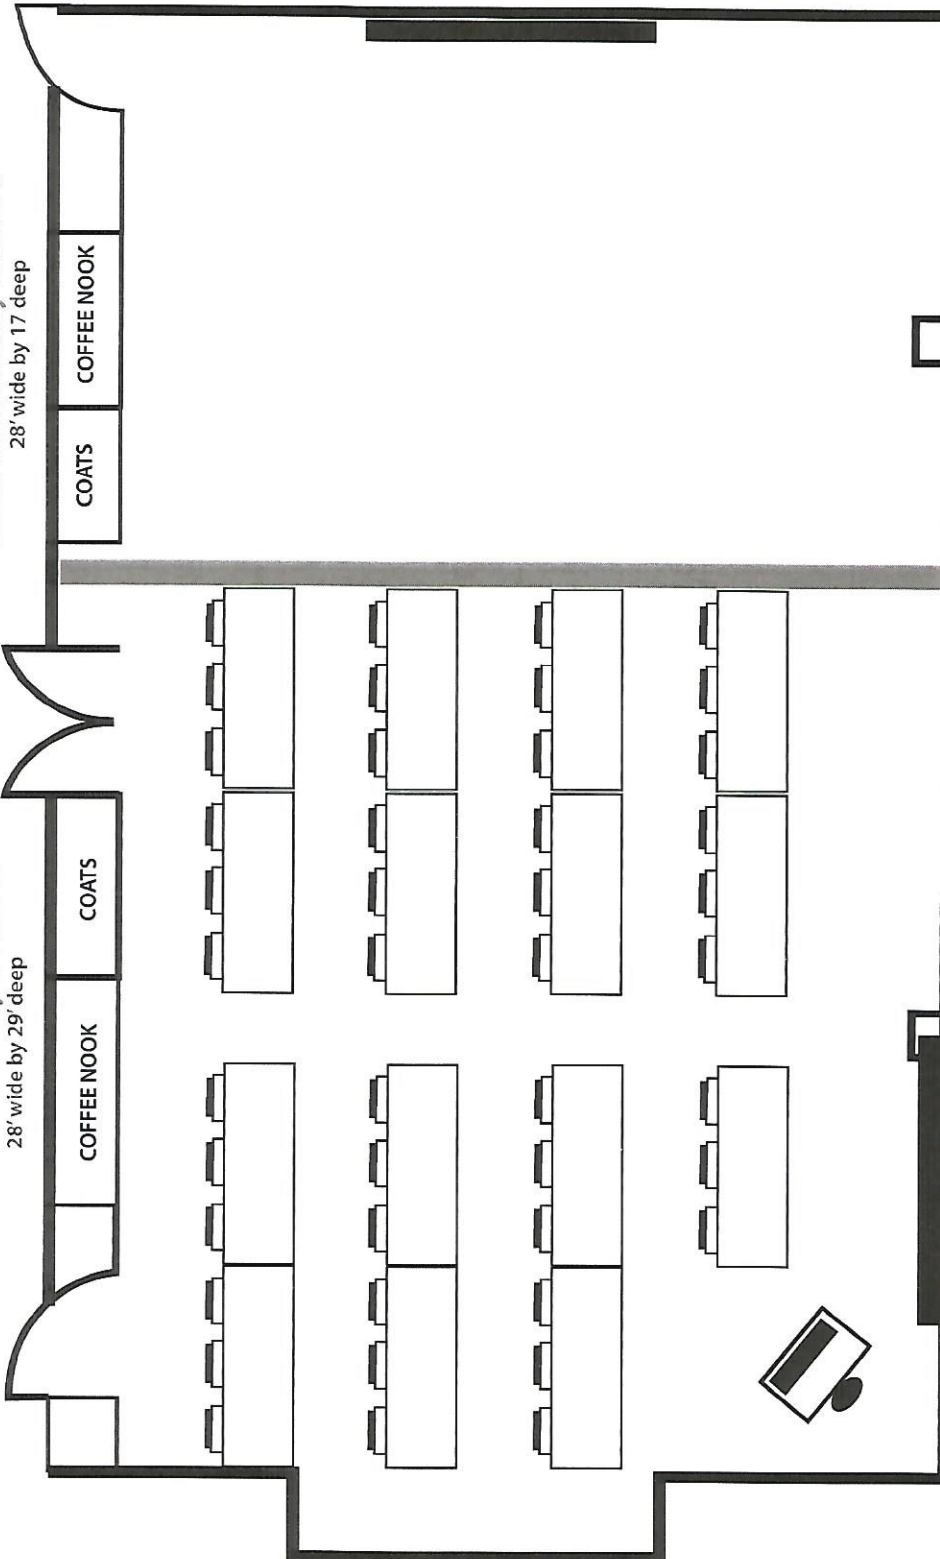 28' wide by 29' deep
COFFEE NOOK
COATS
28' wide by 17 deep
COATS
COFFEE NOOK